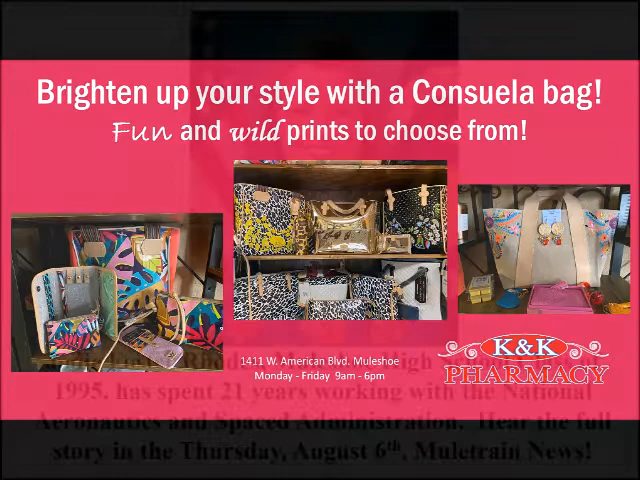 Brighten up your style with a Consuela bag!
Fun and wild prints to choose from!
1411 W. American Blvd. Muleshoe
Monday - Friday 9am - 6pm
K&K
PHARMACY
1995, has spent 21 years working with the National
Aeronautics and Spaced Administration. Hear the full
story in the Thursday, August 6th, Muletrain News!